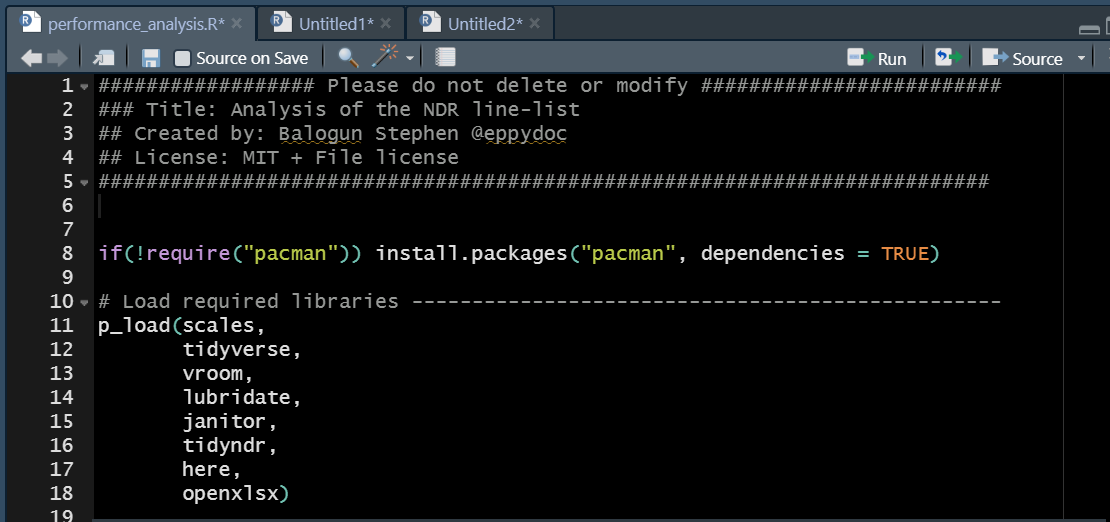 performance_analysis.R* Untitled1* Untitled2*
Source on Save Run Source
1 ################## Please do not delete or modify #########################
2 ### Title: Analysis of the NDR line-list
3 ## Created by: Balogun Stephen @eppydoc
4 ## License: MIT + File license
5 ##########################################################################
6
7
8 if(!require("pacman")) install.packages("pacman", dependencies = TRUE)
9
10 # Load required libraries -------------------------------------------------
11 p_load(scales,
12        tidyverse,
13        vroom,
14        lubridate,
15        janitor,
16        tidyndr,
17        here,
18        openxlsx)
19